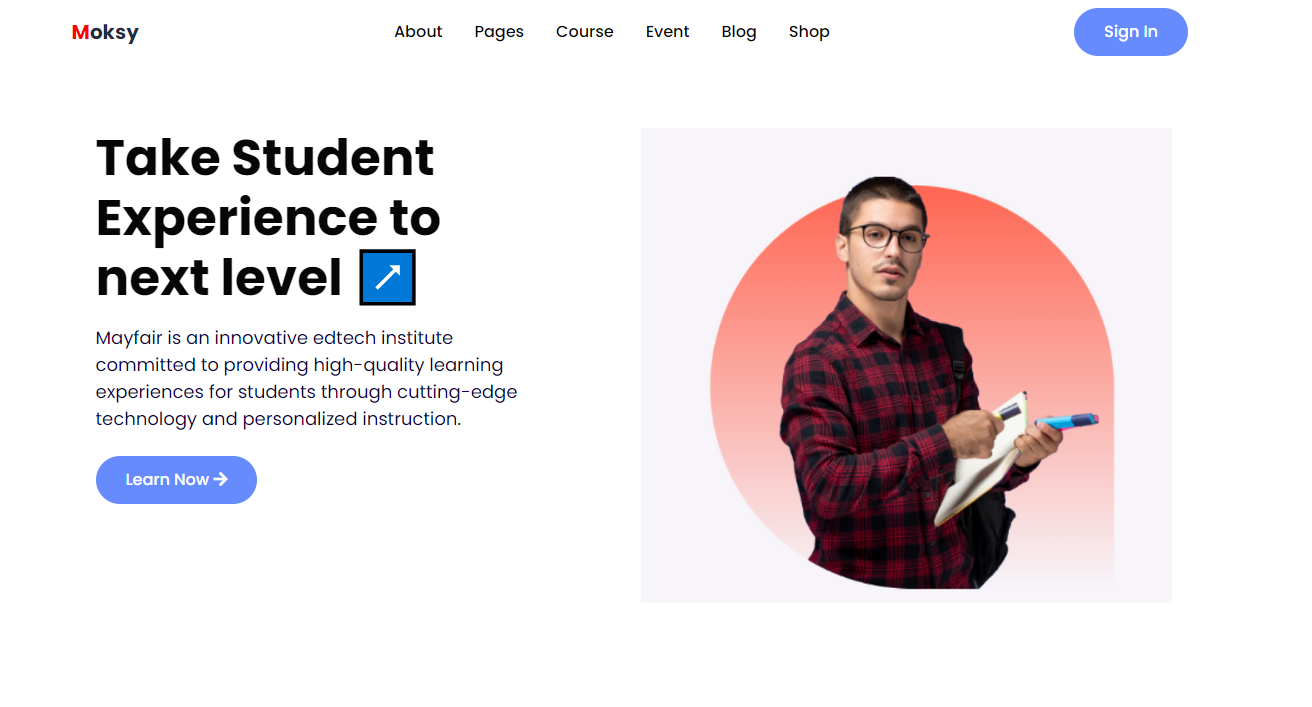 Moksy
About
Pages
Course
Event
Blog
Shop
Sign In
Take Student
Experience to
next level ↗
Mayfair is an innovative edtech institute
committed to providing high-quality learning
experiences for students through cutting-edge
technology and personalized instruction.
Learn Now →